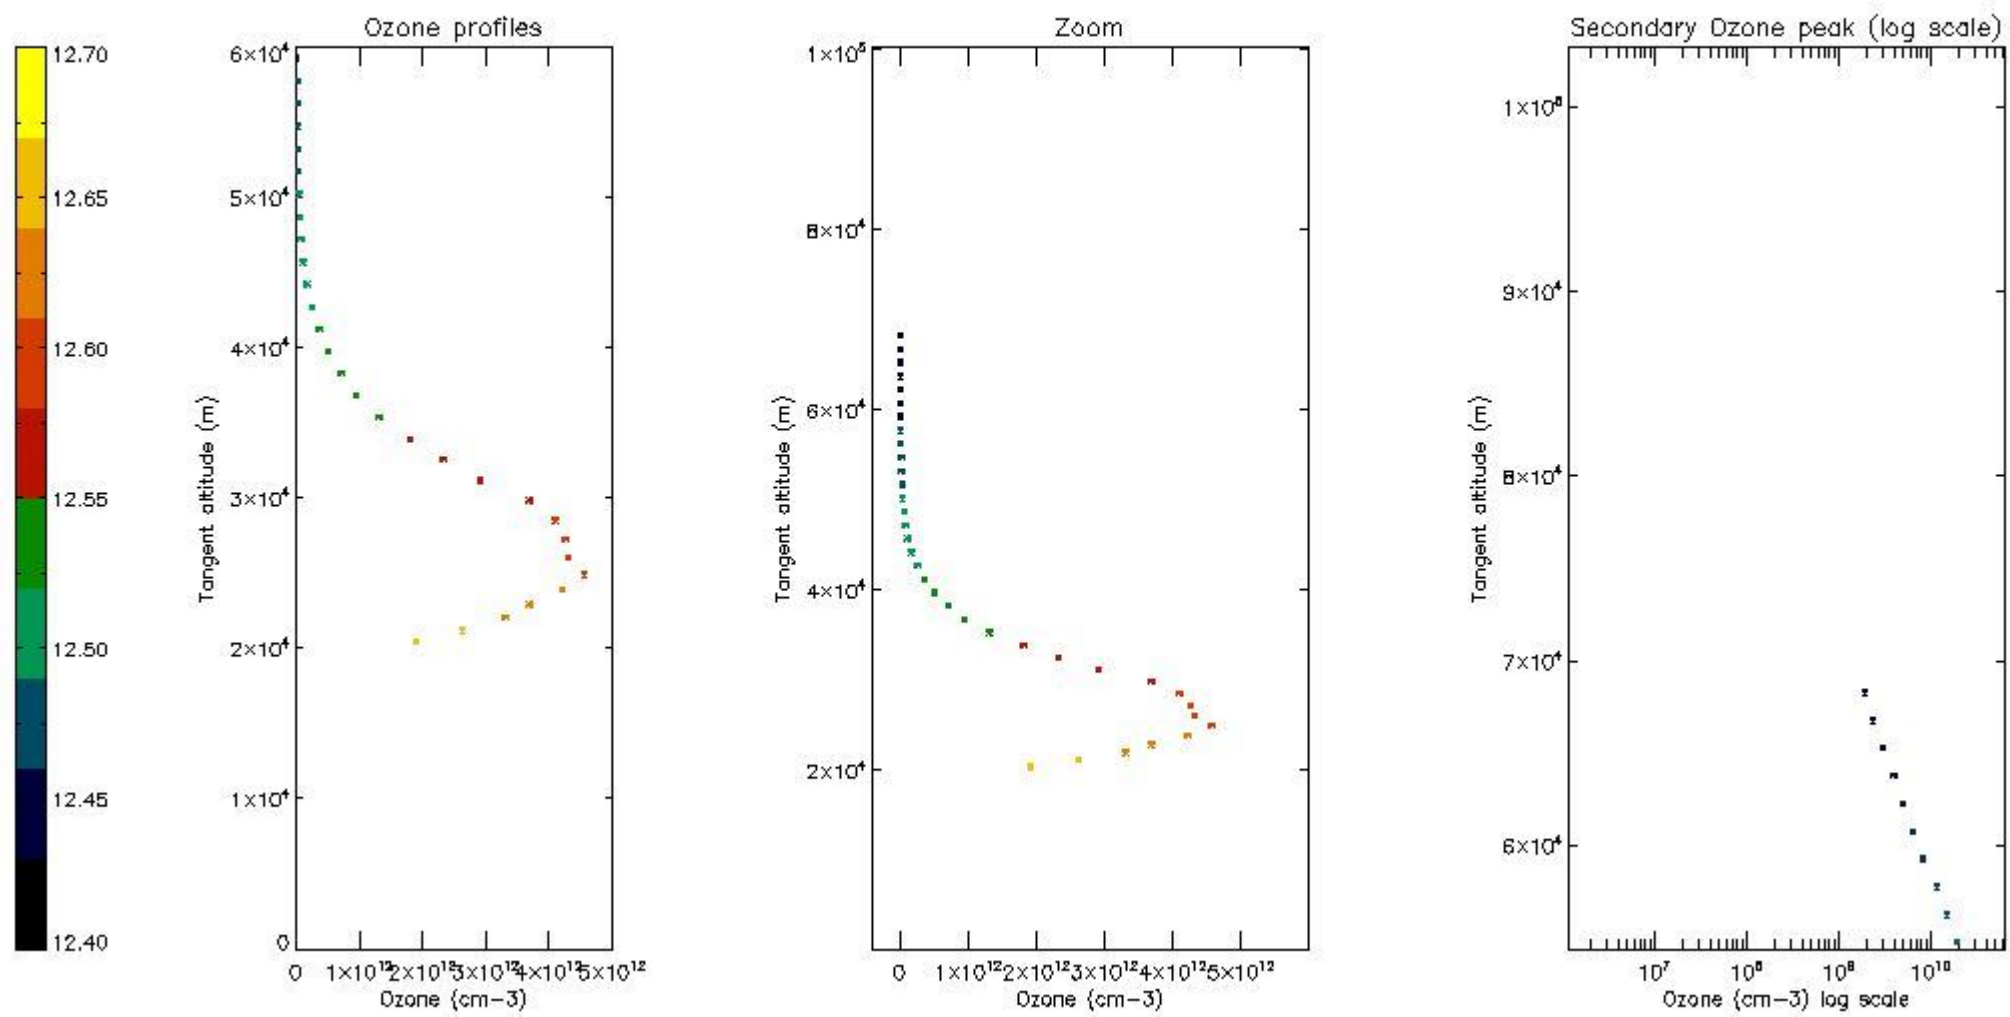 Ozone profiles
Zoom
Secondary Ozone peak (log scale)
12.70
12.65
12.60
12.55
12.50
12.45
12.40
6×10⁴
5×10⁴
4×10⁴
3×10⁴
2×10⁴
1×10⁴
0
Tangent altitude (m)
0 1×10¹² 2×10¹² 3×10¹² 4×10¹² 5×10¹²
Ozone (cm−3)
1×10⁵
8×10⁴
6×10⁴
4×10⁴
2×10⁴
Tangent altitude (m)
0 1×10¹² 2×10¹² 3×10¹² 4×10¹² 5×10¹²
Ozone (cm−3)
1×10⁵
9×10⁴
8×10⁴
7×10⁴
6×10⁴
Tangent altitude (m)
10⁷ 10⁸ 10⁹ 10¹⁰
Ozone (cm−3) log scale